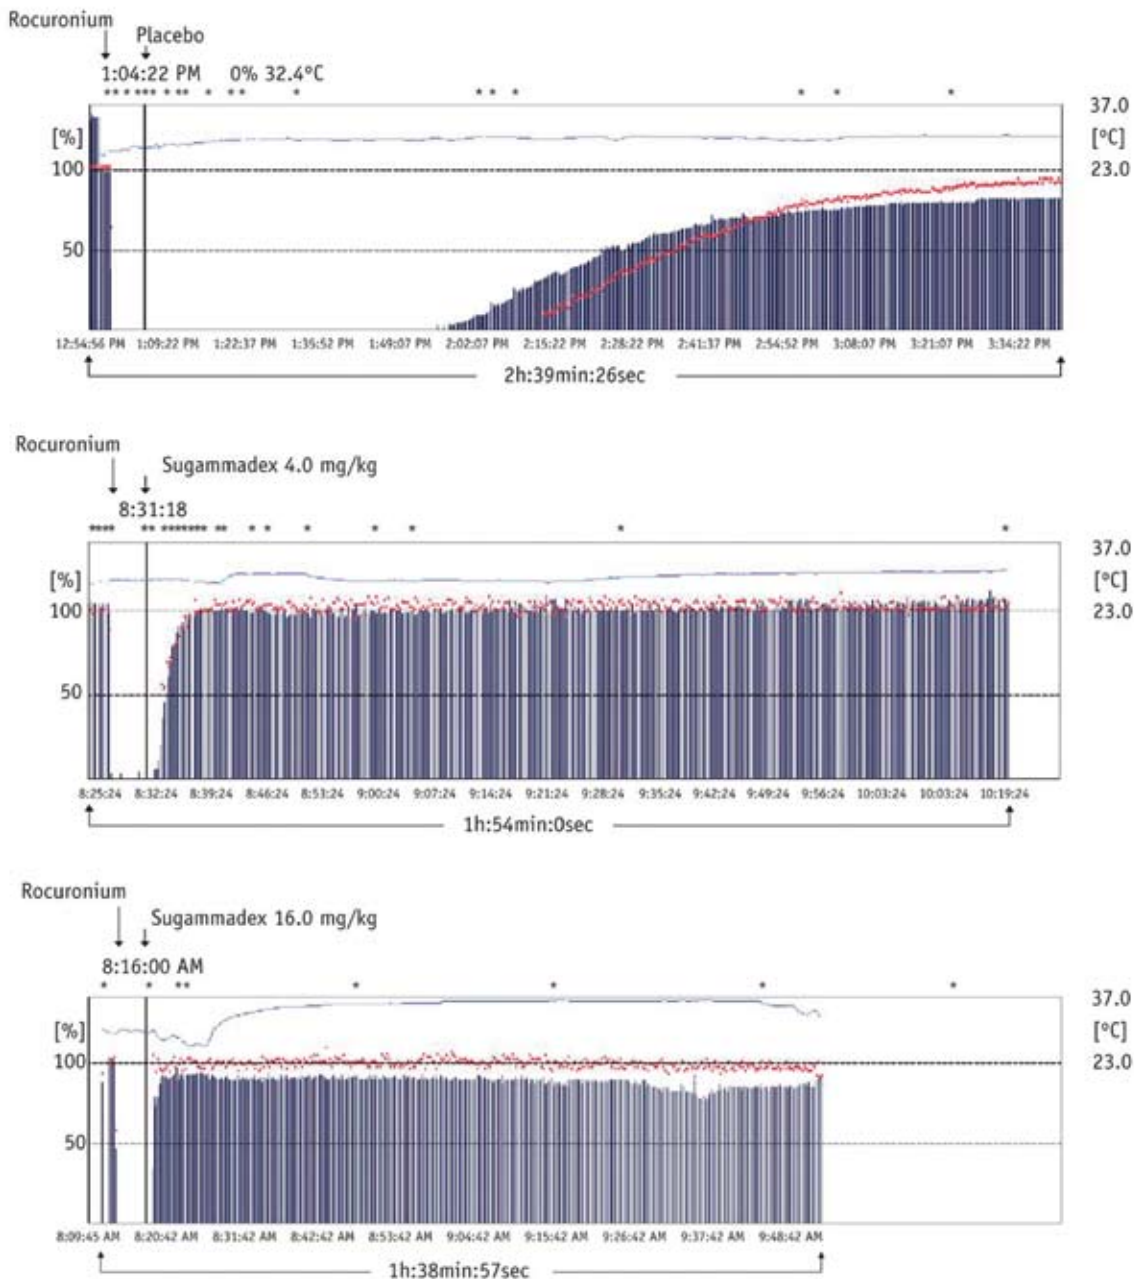 Rocuronium
Placebo
1:04:22 PM 0% 32.4°C
** * *** * ** * ** * * * * * * *
37.0
[%]
[°C]
100
23.0
50
12:54:56 PM 1:09:22 PM 1:22:37 PM 1:35:52 PM 1:49:07 PM 2:02:07 PM 2:15:22 PM 2:28:22 PM 2:41:37 PM 2:54:52 PM 3:08:07 PM 3:21:07 PM 3:34:22 PM
2h:39min:26sec
Rocuronium
Sugammadex 4.0 mg/kg
8:31:18
37.0
[%]
[°C]
100
23.0
50
8:25:24 8:32:24 8:39:24 8:46:24 8:53:24 9:00:24 9:07:24 9:14:24 9:21:24 9:28:24 9:35:24 9:42:24 9:49:24 9:56:24 10:03:24 10:03:24 10:19:24
1h:54min:0sec
Rocuronium
Sugammadex 16.0 mg/kg
8:16:00 AM
* * ** * * * *
37.0
[%]
[°C]
100
23.0
50
8:09:45 AM 8:20:42 AM 8:31:42 AM 8:42:42 AM 8:53:42 AM 9:04:42 AM 9:15:42 AM 9:26:42 AM 9:37:42 AM 9:48:42 AM
1h:38min:57sec